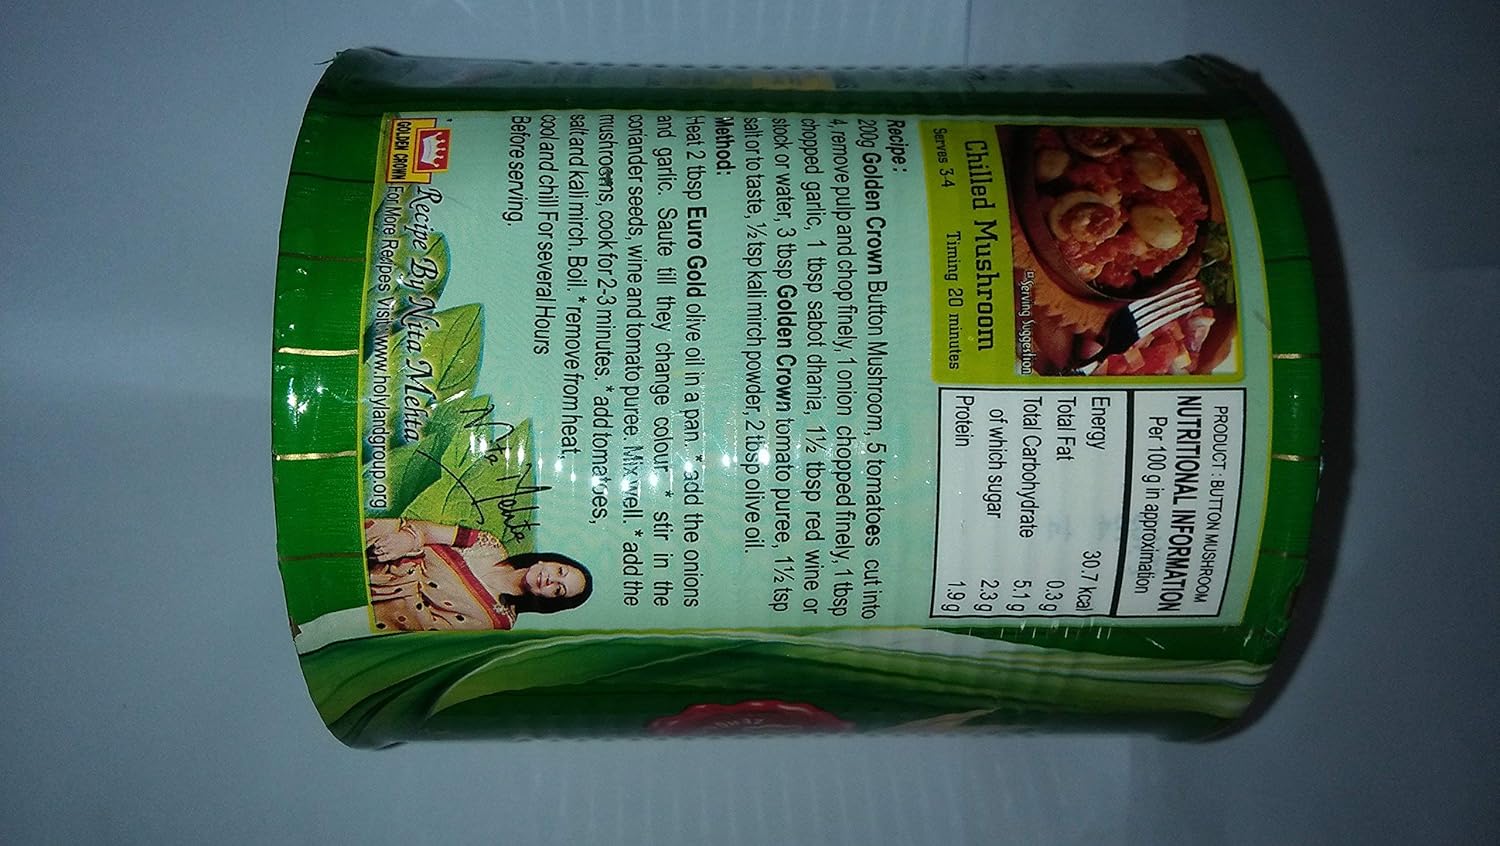 *Serving Suggestion
Chilled Mushroom
Serves 3-4 Timing 20 minutes
PRODUCT : BUTTON MUSHROOM
NUTRITIONAL INFORMATION
Per 100 g in approximation
Energy 30.7 kcal
Total Fat 0.3 g
Total Carbohydrate 5.1 g
of which sugar 2.3 g
Protein 1.9 g
Recipe:
200g Golden Crown Button Mushroom, 5 tomatoes cut into
4, remove pulp and chop finely, 1 onion chopped finely, 1 tbsp
chopped garlic, 1 tbsp sabot dhania, 1½ tbsp red wine or
stock or water, 3 tbsp Golden Crown tomato puree, 1½ tsp
salt or to taste, ½ tsp kali mirch powder, 2 tbsp olive oil.
Method:
Heat 2 tbsp Euro Gold olive oil in a pan. *add the onions
and garlic. Saute till they change colour. * stir in the
coriander seeds, wine and tomato puree. Mix well. *add the
mushrooms, cook for 2-3 minutes. *add tomatoes,
salt and kali mirch. Boil. *remove from heat,
cool and chill For several Hours
Before serving.
GOLDEN CROWN
Recipe By Nita Mehta
Nita Mehta
For More Recipes visit: www.holylandgroup.org